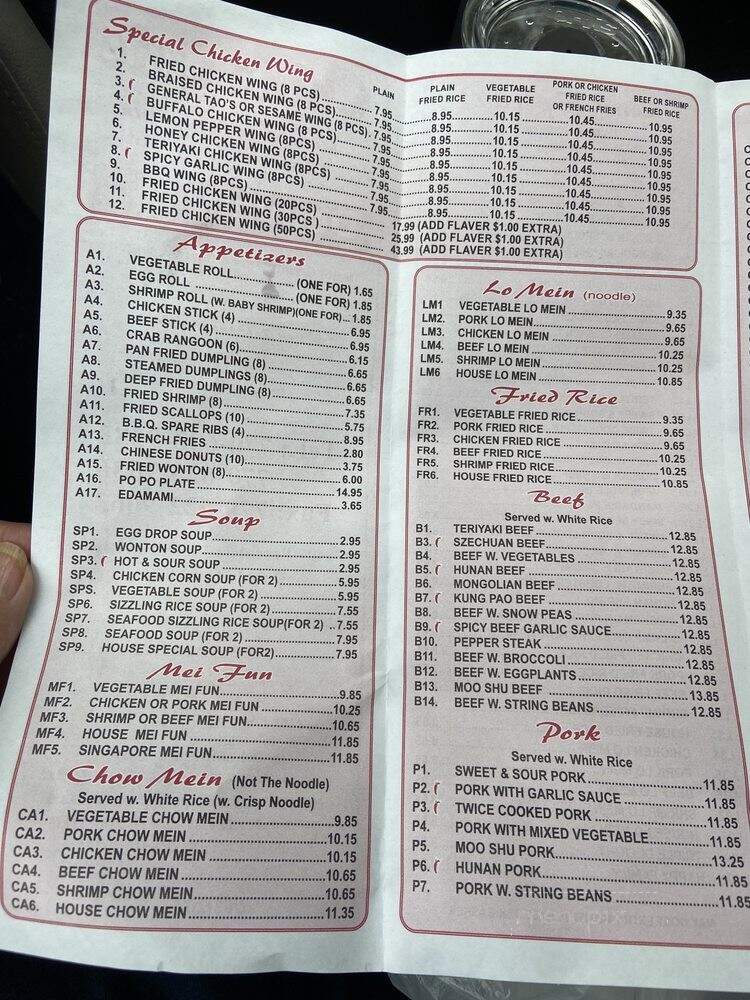 Special Chicken Wing
PLAIN
PLAIN FRIED RICE
VEGETABLE FRIED RICE
PORK OR CHICKEN FRIED RICE OR FRENCH FRIES
BEEF OR SHRIMP FRIED RICE
1. FRIED CHICKEN WING (8 PCS) 7.95 8.95 10.15 10.45 10.95
2. BRAISED CHICKEN WING (8 PCS) 7.95 8.95 10.15 10.45 10.95
3. ( GENERAL TAO'S OR SESAME WING (8 PCS) 7.95 8.95 10.15 10.45 10.95
4. ( BUFFALO CHICKEN WING (8 PCS) 7.95 8.95 10.15 10.45 10.95
5. LEMON PEPPER WING (8PCS) 7.95 8.95 10.15 10.45 10.95
6. HONEY CHICKEN WING (8PCS) 7.95 8.95 10.15 10.45 10.95
7. TERIYAKI CHICKEN WING (8PCS) 7.95 8.95 10.15 10.45 10.95
8. ( SPICY GARLIC WING (8PCS) 7.95 8.95 10.15 10.45 10.95
9. BBQ WING (8PCS) 7.95 8.95 10.15 10.45 10.95
10. FRIED CHICKEN WING (20PCS) 17.99 (ADD FLAVER $1.00 EXTRA)
11. FRIED CHICKEN WING (30PCS ) 25.99 (ADD FLAVER $1.00 EXTRA)
12. FRIED CHICKEN WING (50PCS) 43.99 (ADD FLAVER $1.00 EXTRA)
Appetizers
A1. VEGETABLE ROLL (ONE FOR) 1.65
A2. EGG ROLL (ONE FOR) 1.85
A3. SHRIMP ROLL (W. BABY SHRIMP)(ONE FOR) 1.85
A4. CHICKEN STICK (4) 6.95
A5. BEEF STICK (4) 6.95
A6. CRAB RANGOON (6) 6.15
A7. PAN FRIED DUMPLING (8) 6.65
A8. STEAMED DUMPLINGS (8) 6.65
A9. DEEP FRIED DUMPLING (8) 6.65
A10. FRIED SHRIMP (8) 7.35
A11. FRIED SCALLOPS (10) 5.75
A12. B.B.Q. SPARE RIBS (4) 8.95
A13. FRENCH FRIES 2.80
A14. CHINESE DONUTS (10) 3.75
A15. FRIED WONTON (8) 6.00
A16. PO PO PLATE 14.95
A17. EDAMAMI 3.65
Soup
SP1. EGG DROP SOUP 2.95
SP2. WONTON SOUP 2.95
SP3. ( HOT & SOUR SOUP 2.95
SP4. CHICKEN CORN SOUP (FOR 2) 5.95
SPS. VEGETABLE SOUP (FOR 2) 5.95
SP6. SIZZLING RICE SOUP (FOR 2) 7.55
SP7. SEAFOOD SIZZLING RICE SOUP(FOR 2) 7.55
SP8. SEAFOOD SOUP (FOR 2) 7.95
SP9. HOUSE SPECIAL SOUP (FOR2) 7.95
Mei Fun
MF1. VEGETABLE MEI FUN 9.85
MF2. CHICKEN OR PORK MEI FUN 10.25
MF3. SHRIMP OR BEEF MEI FUN 10.65
MF4. HOUSE MEI FUN 11.85
MF5. SINGAPORE MEI FUN 11.85
Chow Mein (Not The Noodle)
Served w. White Rice (w. Crisp Noodle)
CA1. VEGETABLE CHOW MEIN 9.85
CA2. PORK CHOW MEIN 10.15
CA3. CHICKEN CHOW MEIN 10.15
CA4. BEEF CHOW MEIN 10.65
CA5. SHRIMP CHOW MEIN 10.65
CA6. HOUSE CHOW MEIN 11.35
Lo Mein (noodle)
LM1 VEGETABLE LO MEIN 9.35
LM2. PORK LO MEIN 9.65
LM3. CHICKEN LO MEIN 9.65
LM4. BEEF LO MEIN 10.25
LM5. SHRIMP LO MEIN 10.25
LM6 HOUSE LO MEIN 10.85
Fried Rice
FR1. VEGETABLE FRIED RICE 9.35
FR2. PORK FRIED RICE 9.65
FR3. CHICKEN FRIED RICE 9.65
FR4. BEEF FRIED RICE 10.25
FR5. SHRIMP FRIED RICE 10.25
FR6. HOUSE FRIED RICE 10.85
Beef
Served w. White Rice
B1. TERIYAKI BEEF 12.85
B3. ( SZECHUAN BEEF 12.85
B4. BEEF W. VEGETABLES 12.85
B5. ( HUNAN BEEF 12.85
B6. MONGOLIAN BEEF 12.85
B7. ( KUNG PAO BEEF 12.85
B8. BEEF W. SNOW PEAS 12.85
B9. ( SPICY BEEF GARLIC SAUCE 12.85
B10. PEPPER STEAK 12.85
B11. BEEF W. BROCCOLI 12.85
B12. BEEF W. EGGPLANTS 12.85
B13. MOO SHU BEEF 13.85
B14. BEEF W. STRING BEANS 12.85
Pork
Served w. White Rice
P1. SWEET & SOUR PORK 11.85
P2. ( PORK WITH GARLIC SAUCE 11.85
P3. ( TWICE COOKED PORK 11.85
P4. PORK WITH MIXED VEGETABLE 11.85
P5. MOO SHU PORK 13.25
P6. ( HUNAN PORK 11.85
P7. PORK W. STRING BEANS 11.85